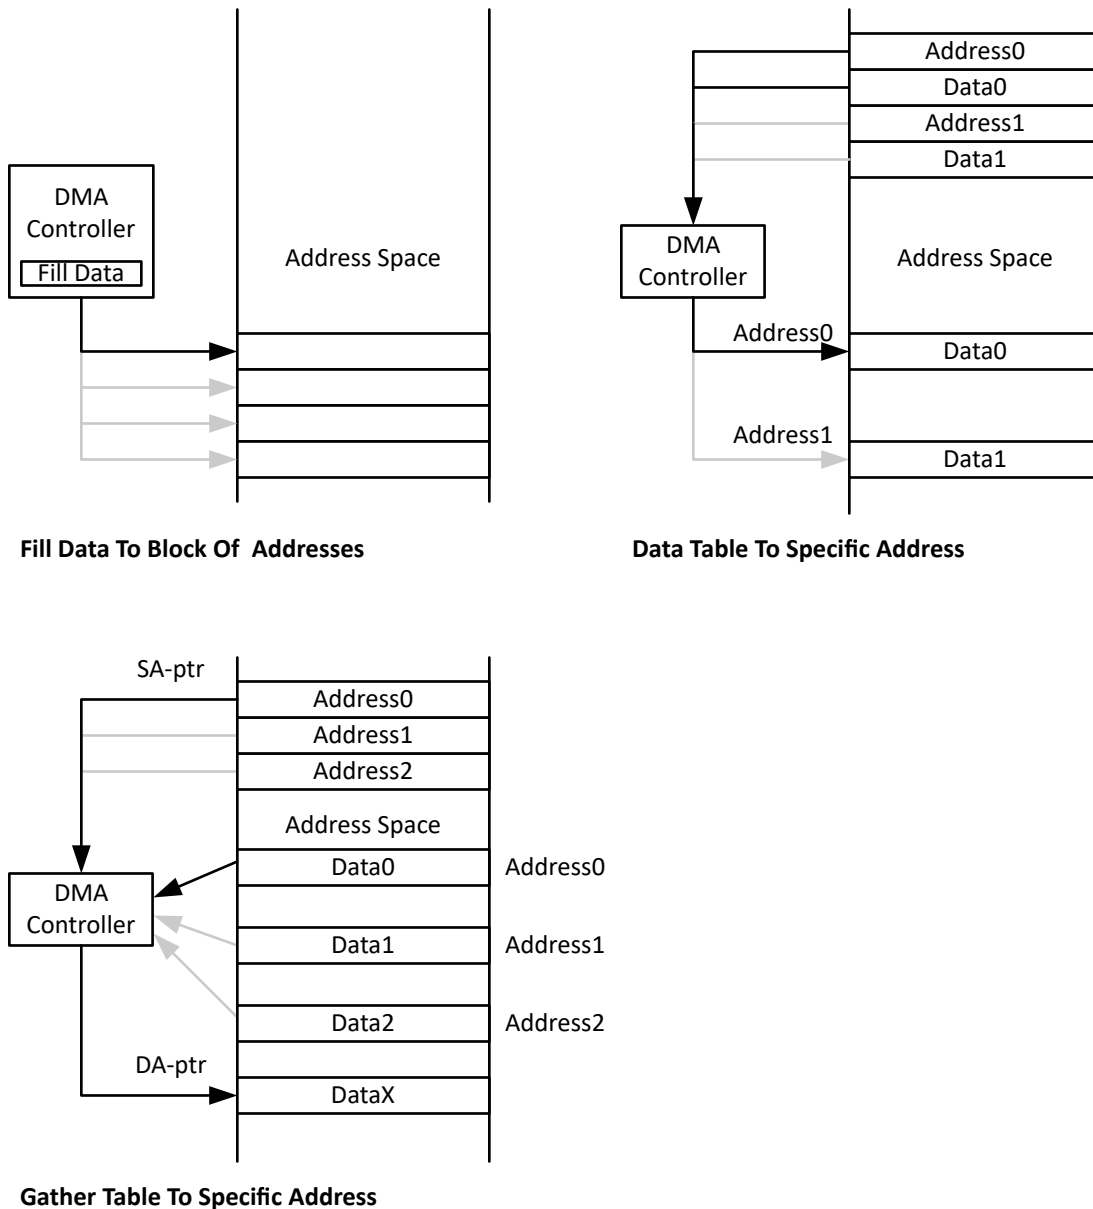 DMA
Controller
Fill Data
Address Space
Fill Data To Block Of Addresses
Address0
Data0
Address1
Data1
DMA
Controller
Address Space
Address0
Data0
Address1
Data1
Data Table To Specific Address
SA-ptr
Address0
Address1
Address2
Address Space
DMA
Controller
Data0
Address0
Data1
Address1
Data2
Address2
DA-ptr
DataX
Gather Table To Specific Address